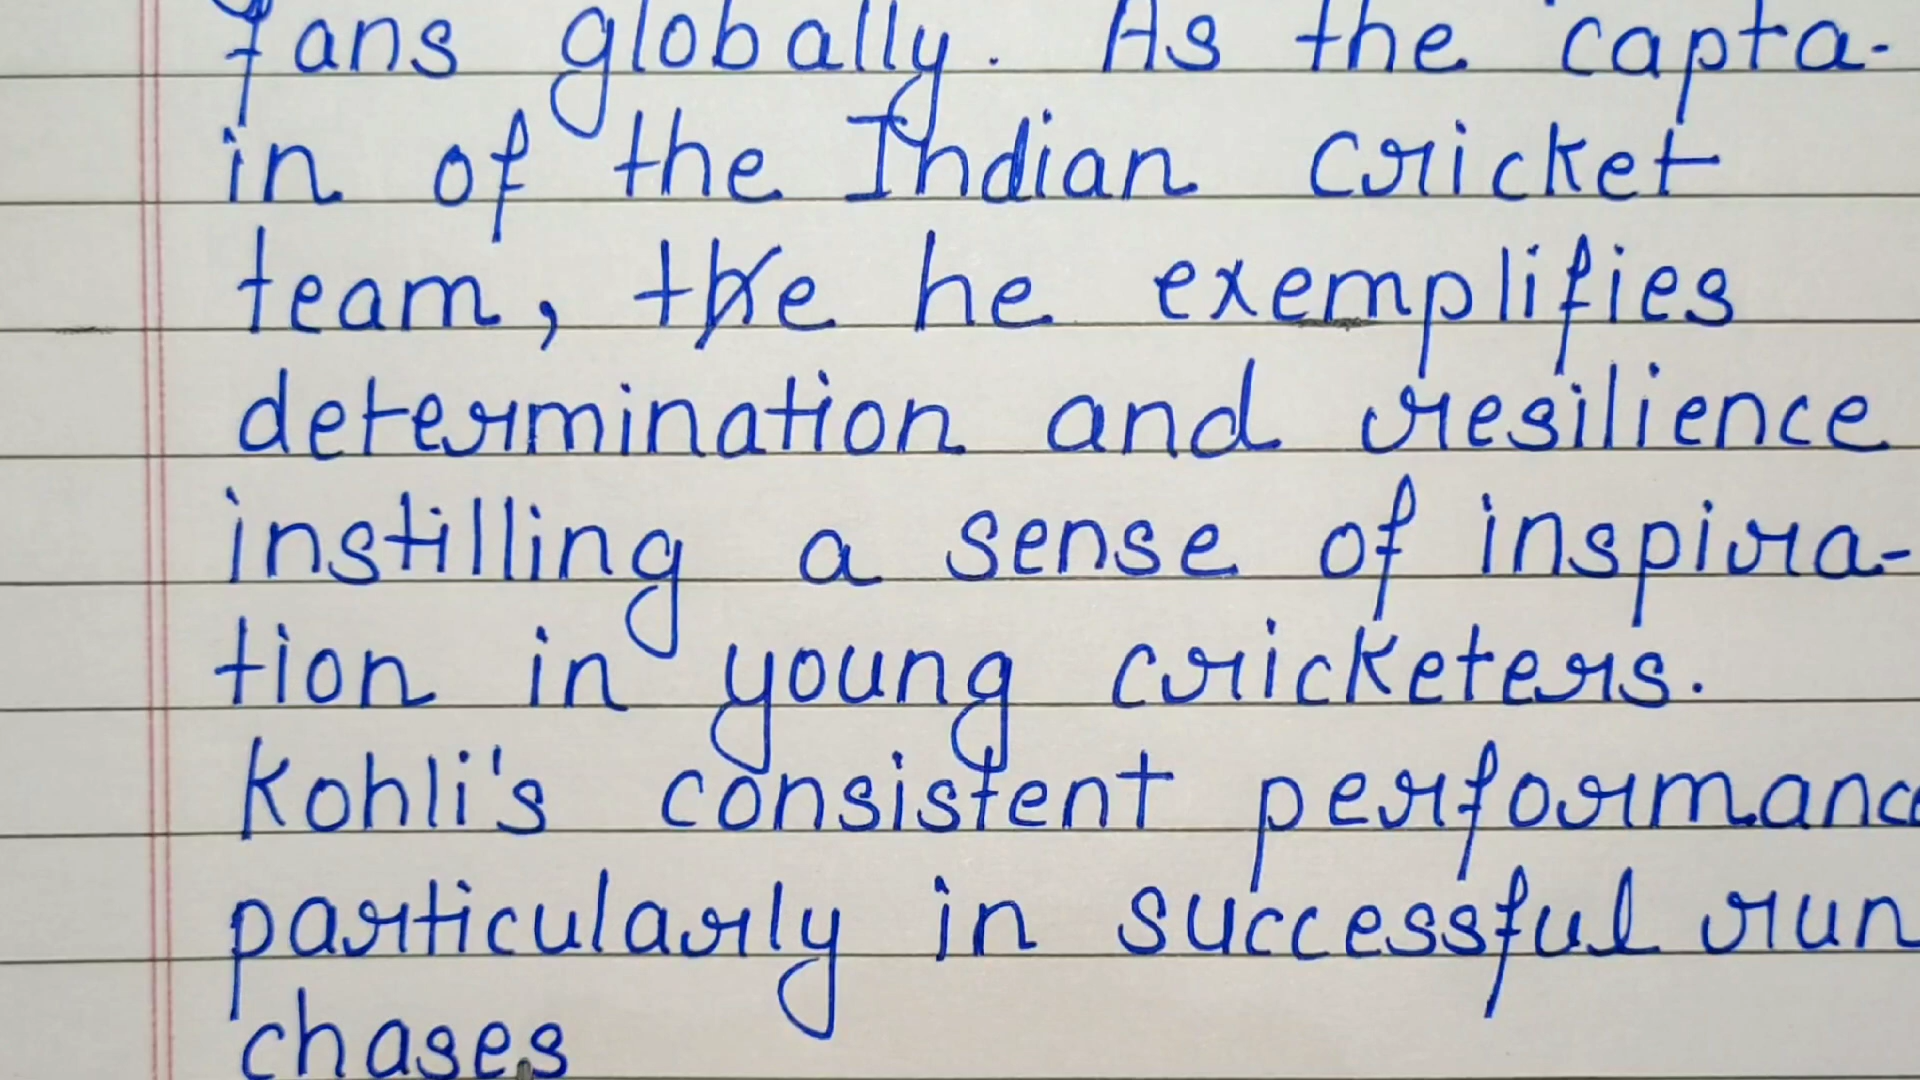 fans globally. As the capta-
in of the Indian cricket
team, the he exemplifies
determination and resilience
instilling a sense of inspira-
tion in young cricketers.
Kohli's consistent performanc
particularly in successful run
chases